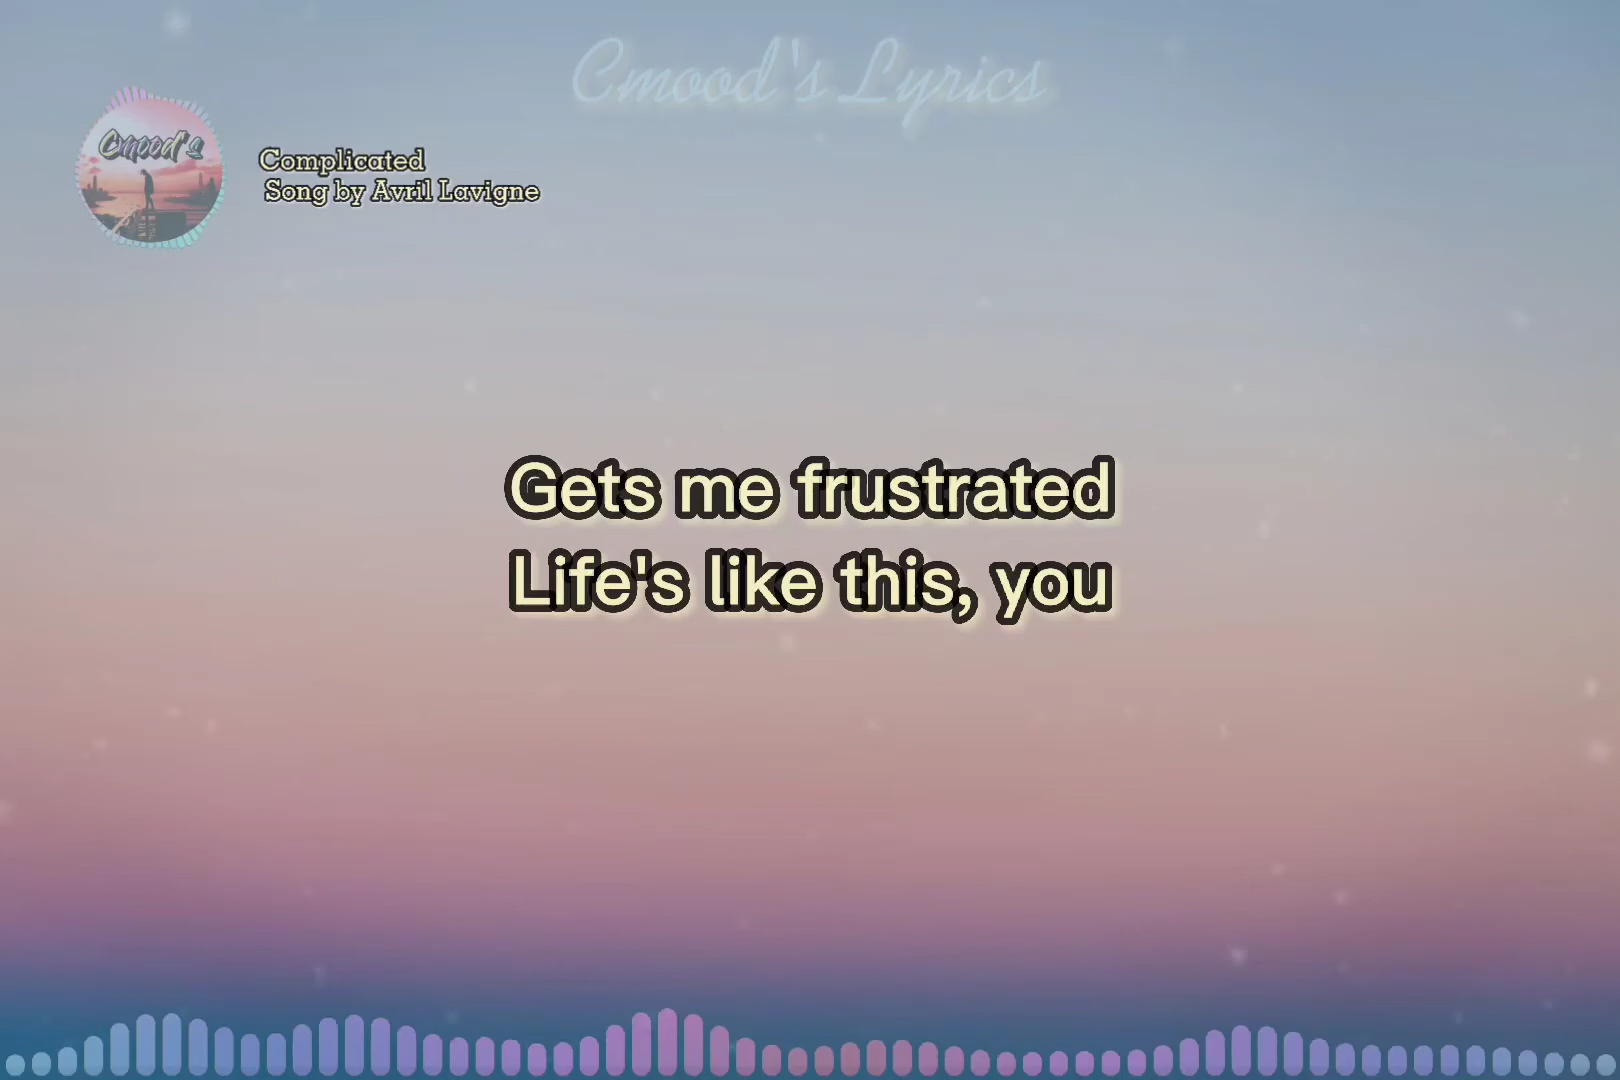 Cmood's Lyrics
Cmood's
Complicated
Song by Avril Lavigne
Gets me frustrated
Life's like this, you